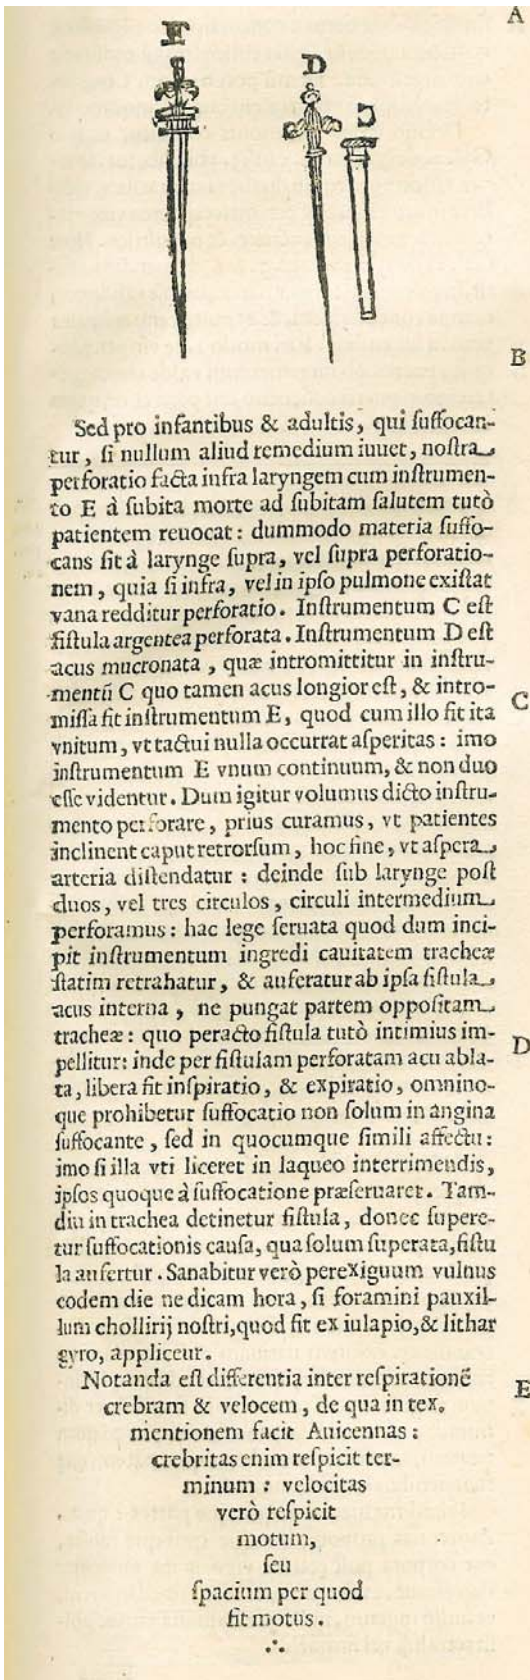 A
F
D
C
B
Sed pro infantibus & adultis, qui suffocan-
tur, si nullum aliud remedium iuuet, nostra
perforatio facta infra laryngem cum instrumen-
to E à subita morte ad subitam salutem tutò
patientem reuocat: dummodo materia suffo-
cans sit à larynge supra, vel supra perforatio-
nem, quia si infra, vel in ipso pulmone existat
vana redditur perforatio. Instrumentum C est
fistula argentea perforata. Instrumentum D est
acus mucronata, quæ intromittitur in instru-
mentū C quo tamen acus longior est, & intro-
C
missa fit instrumentum E, quod cum illo fit ita
vnitum, vt tactui nulla occurrat asperitas: imo
instrumentum E vnum continuum, & non duo
esse videntur. Dum igitur volumus dicto instru-
mento perforare, prius curamus, vt patientes
inclinent caput retrorsum, hoc fine, vt aspera
arteria distendatur: deinde sub larynge post
duos, vel tres circulos, circuli intermedium
perforamus: hac lege seruata quod dum inci-
pit instrumentum ingredi cauitatem tracheæ
statim retrahatur, & auferatur ab ipsa fistula
acus interna, ne pungat partem oppositam
tracheæ: quo peracto fistula tutò intimius im-
D
pellitur: inde per fistulam perforatam acu abla-
ta, libera fit inspiratio, & expiratio, omnino-
que prohibetur suffocatio non solum in angina
suffocante, sed in quocumque simili affectu:
imo si illa vti liceret in laqueo interrimendis,
ipsos quoque à suffocatione præseruaret. Tam-
diu in trachea detinetur fistula, donec supere-
tur suffocationis causa, qua solum superata, fistu
la aufertur. Sanabitur verò perexiguum vulnus
eodem die ne dicam hora, si foramini pauxil-
lum chollirij nostri, quod fit ex iulapio, & lithar
gyro, applicetur.
Notanda est differentia inter respirationē
E
crebram & velocem, de qua in tex.
mentionem facit Auicennas:
crebritas enim respicit ter-
minum: velocitas
verò respicit
motum,
seu
spacium per quod
fit motus.